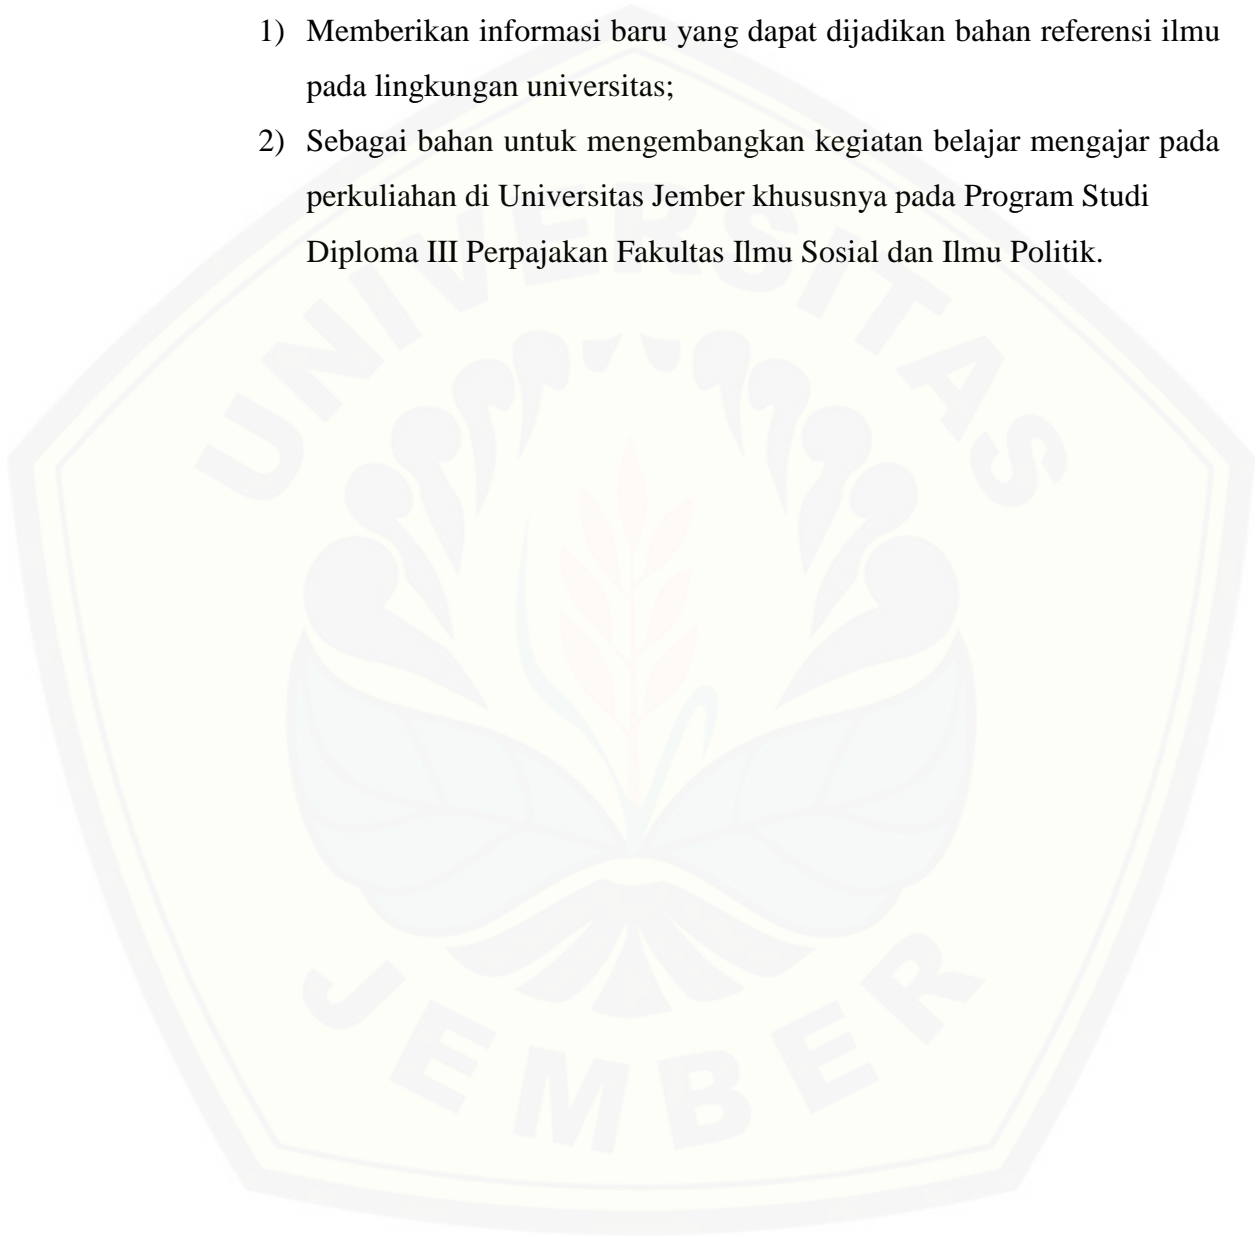 1) Memberikan informasi baru yang dapat dijadikan bahan referensi ilmu
pada lingkungan universitas;
2) Sebagai bahan untuk mengembangkan kegiatan belajar mengajar pada
perkuliahan di Universitas Jember khususnya pada Program Studi
Diploma III Perpajakan Fakultas Ilmu Sosial dan Ilmu Politik.
UNIVERSITAS
JEMBER